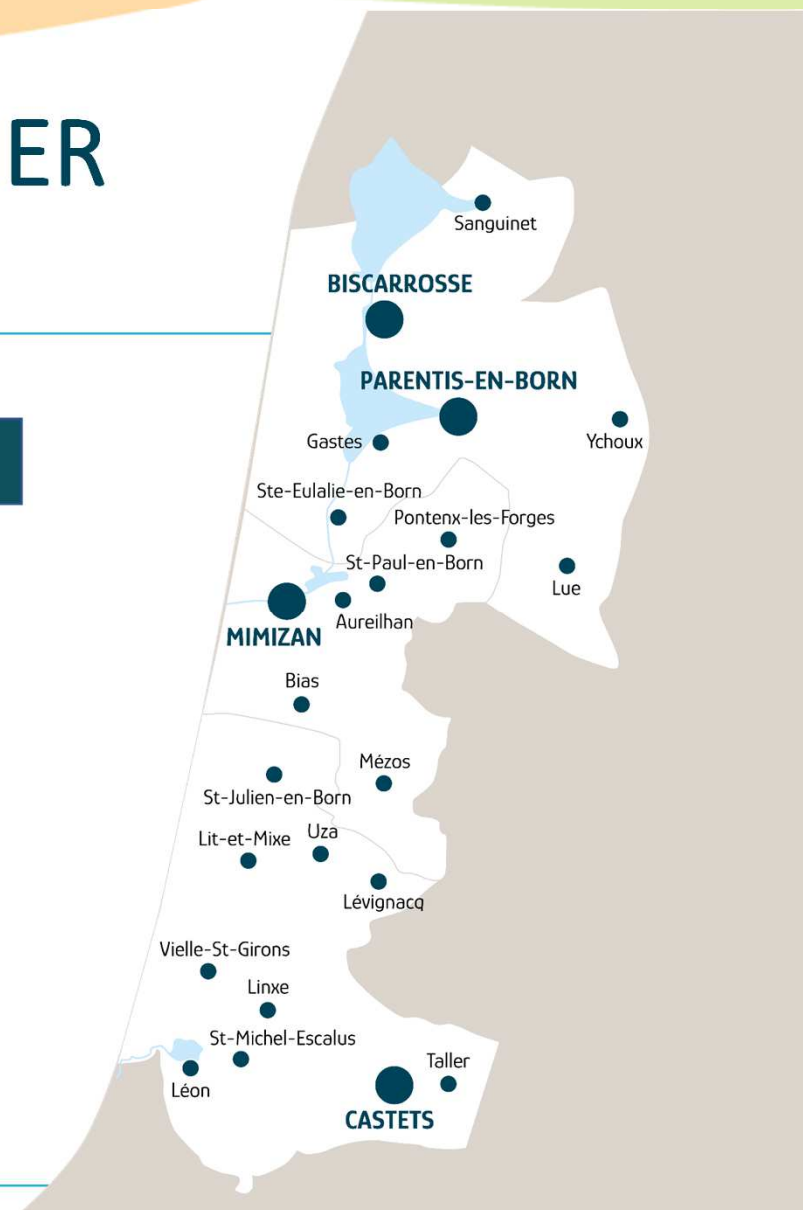 ER
Sanguinet
BISCARROSSE
PARENTIS-EN-BORN
Gastes
Ychoux
Ste-Eulalie-en-Born
Pontenx-les-Forges
St-Paul-en-Born
Lue
Aureilhan
MIMIZAN
Bias
Mézos
St-Julien-en-Born
Lit-et-Mixe
Uza
Lévignacq
Vielle-St-Girons
Linxe
St-Michel-Escalus
Taller
Léon
CASTETS